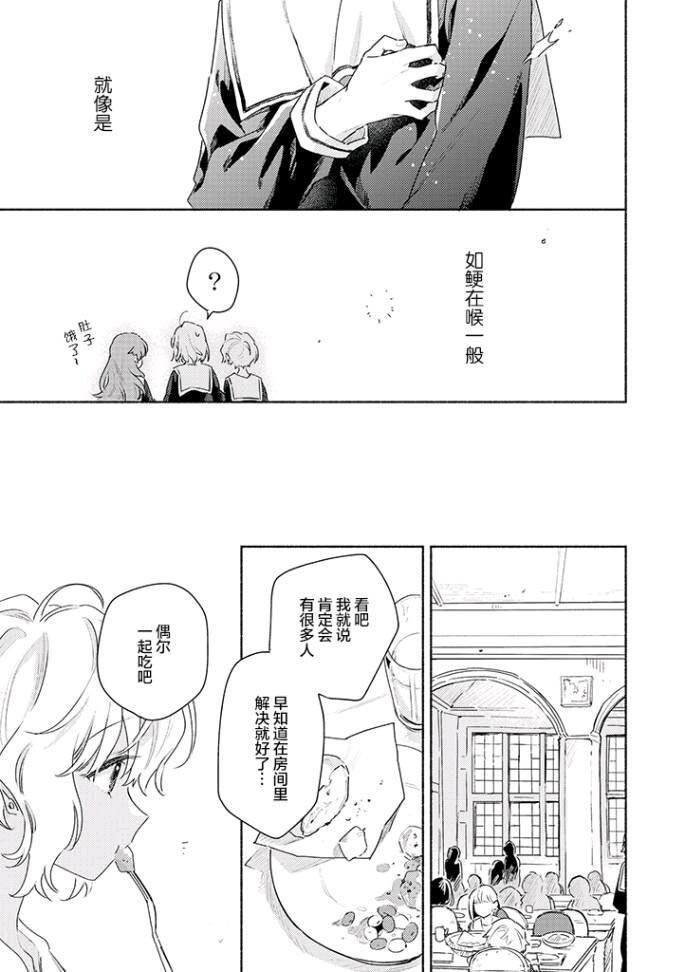 就像是
如鲠在喉一般
？
肚子
饿了~
看吧
我就说
肯定会
有很多人
早知道在房间里
解决就好了…
偶尔
一起吃吧